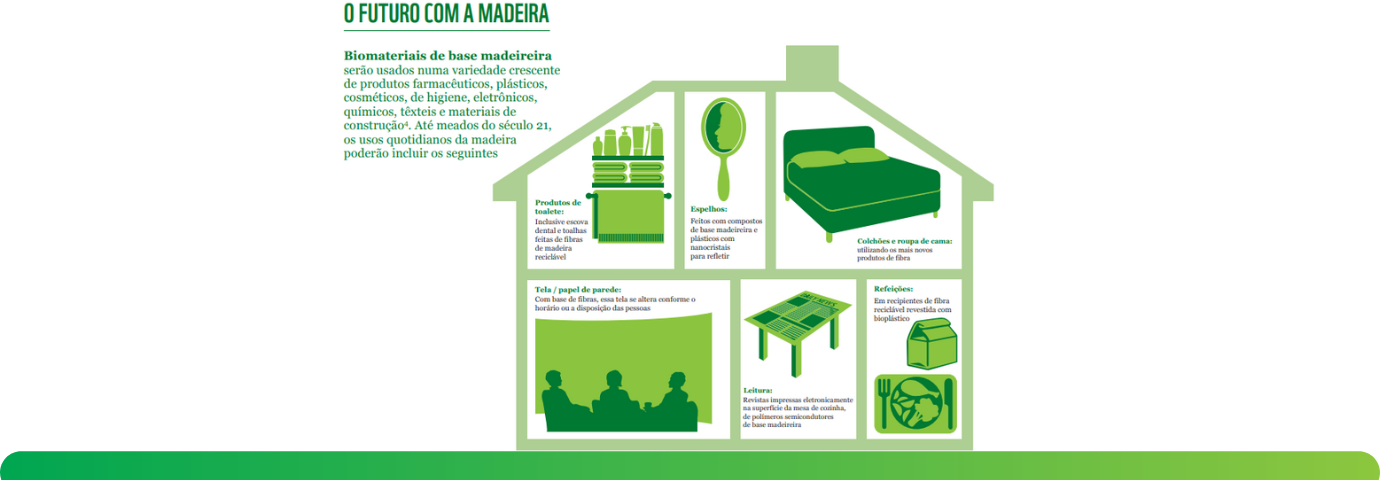 O FUTURO COM A MADEIRA
Biomateriais de base madeireira
serão usados numa variedade crescente
de produtos farmacêuticos, plásticos,
cosméticos, de higiene, eletrônicos,
químicos, têxteis e materiais de
construção⁴. Até meados do século 21,
os usos quotidianos da madeira
poderão incluir os seguintes
Produtos de
toalete:
Inclusive escova
dental e toalhas
feitas de fibras
de madeira
reciclável
Espelhos:
Feitos com compostos
de base madeireira e
plásticos com
nanocristais
para refletir
Colchões e roupa de cama:
utilizando os mais novos
produtos de fibra
Tela / papel de parede:
Com base de fibras, essa tela se altera conforme o
horário ou a disposição das pessoas
Leitura:
Revistas impressas eletronicamente
na superfície da mesa de cozinha,
de polímeros semicondutores
de base madeireira
Refeições:
Em recipientes de fibra
reciclável revestida com
bioplástico